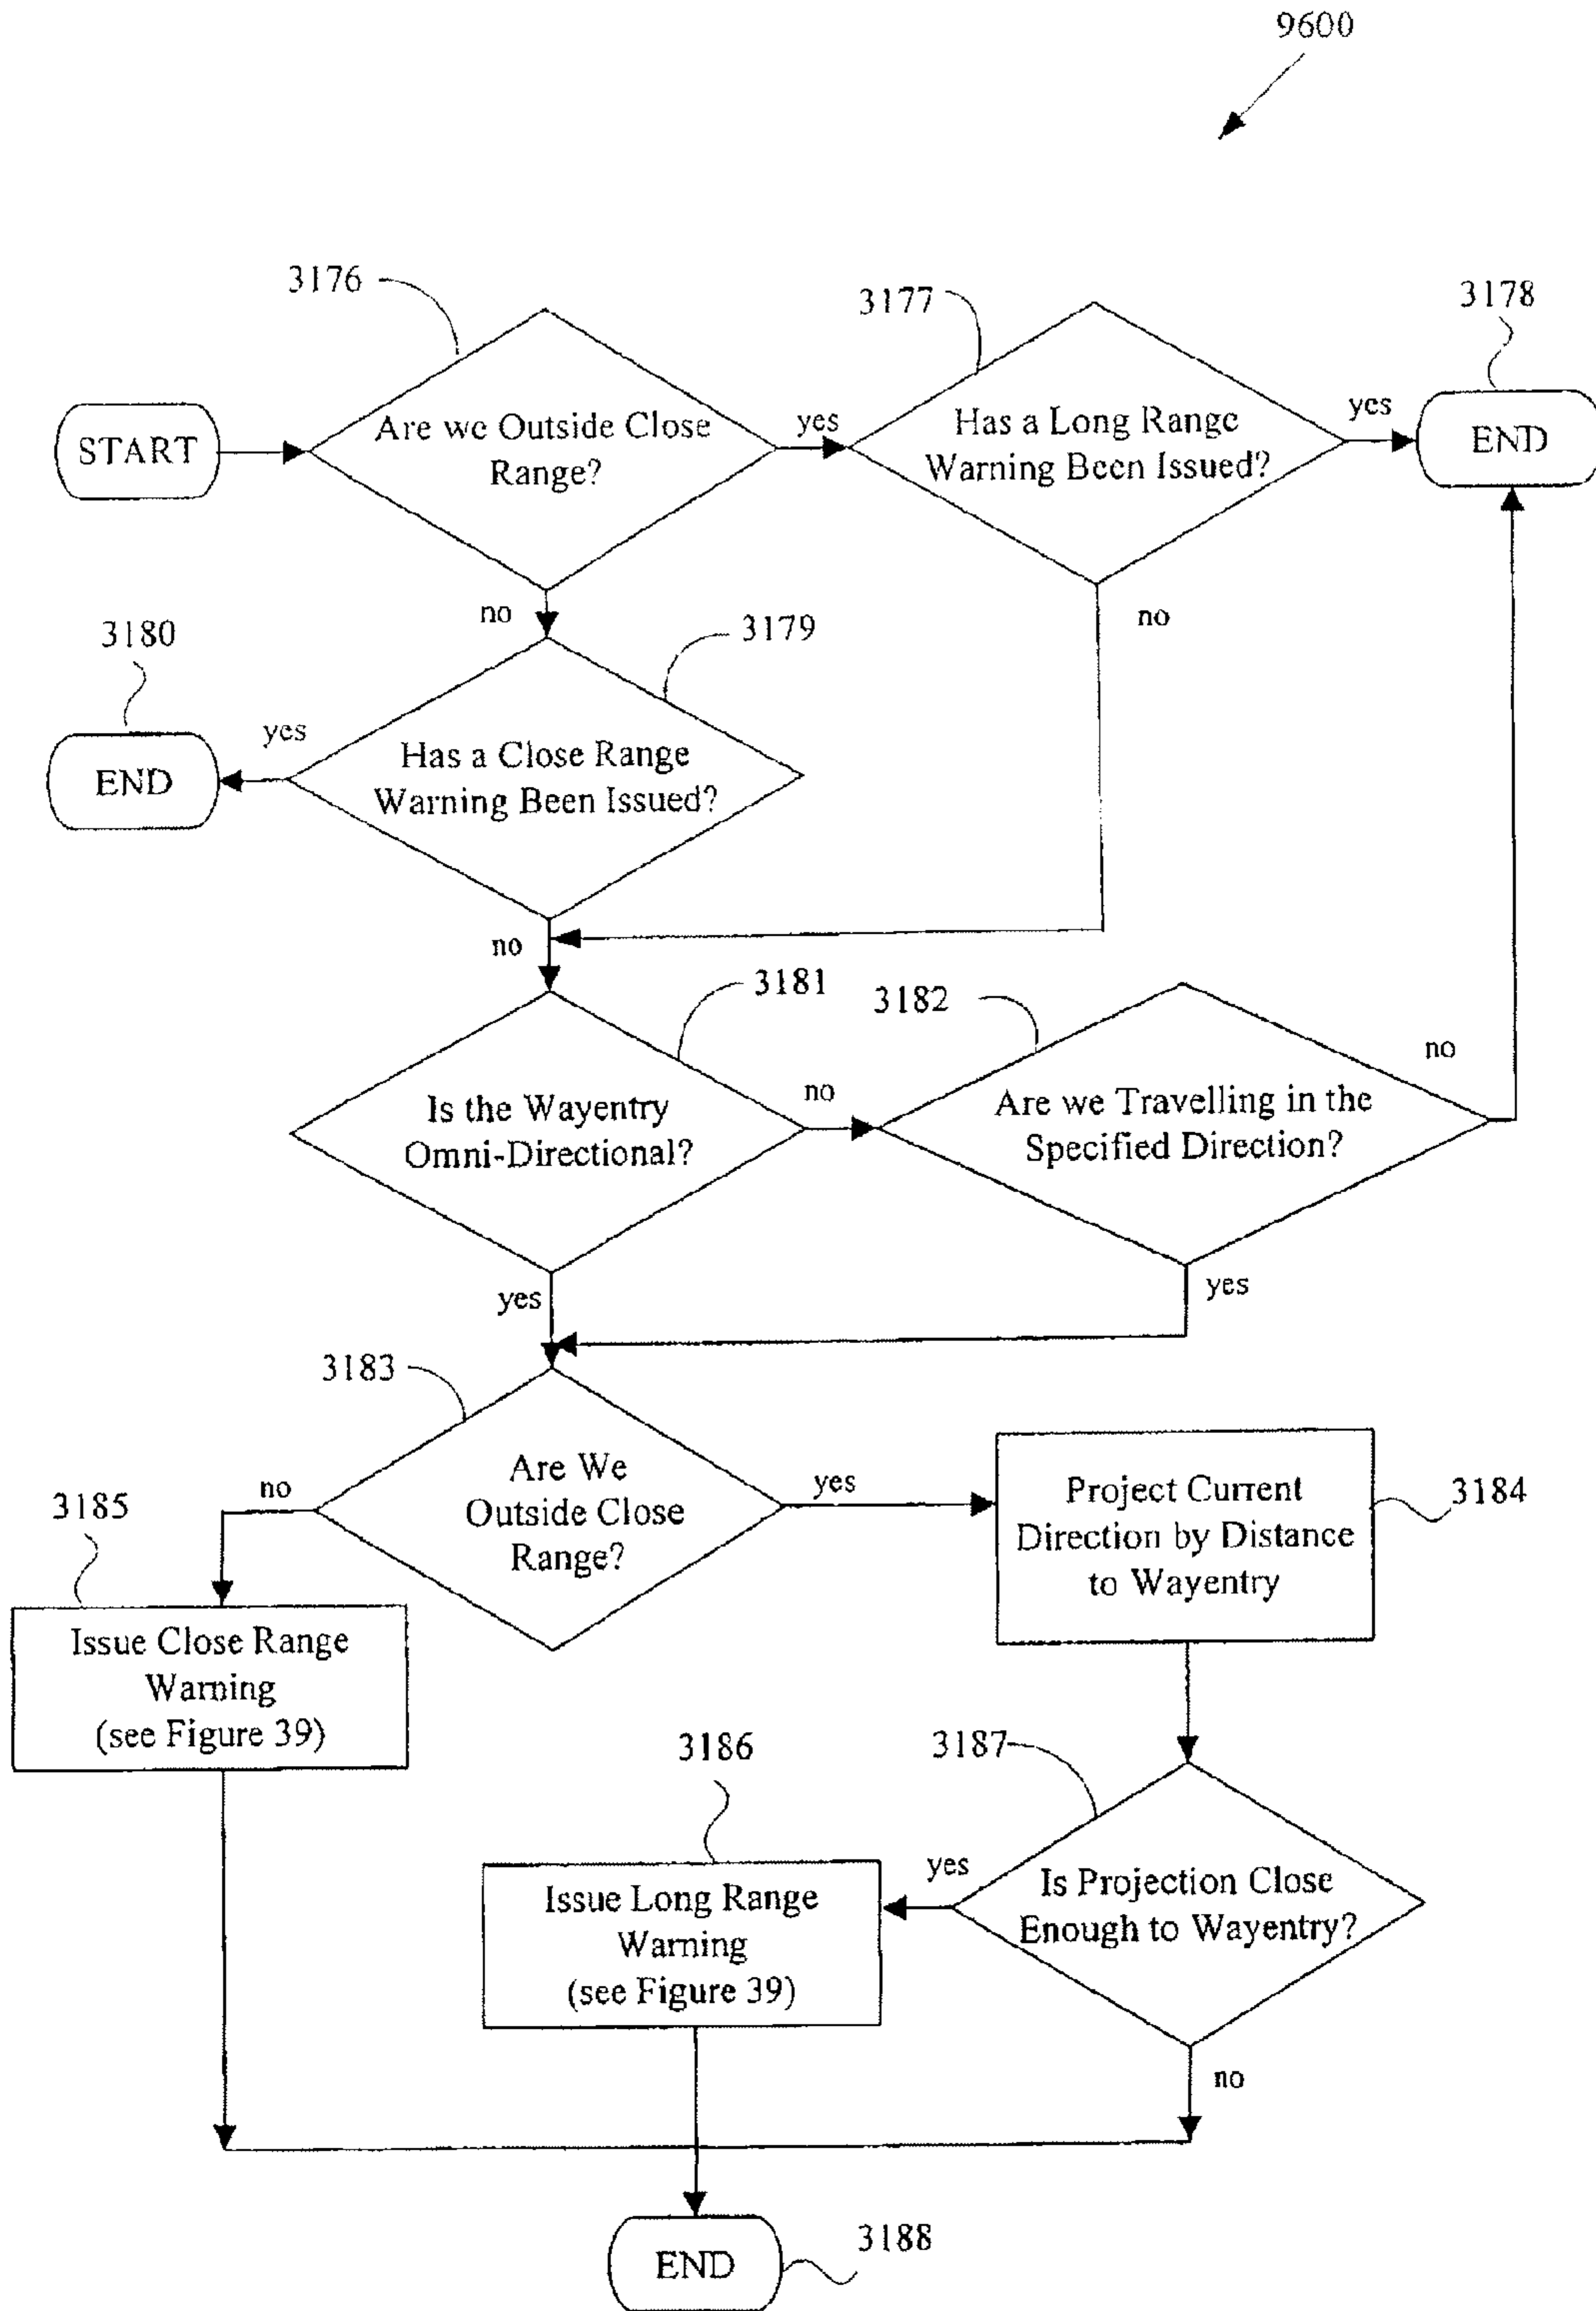 9600
3176
3177
3178
START
Are we Outside Close
Range?
yes
Has a Long Range
Warning Been Issued?
yes
END
no
no
3180
3179
END
yes
Has a Close Range
Warning Been Issued?
no
3181
3182
Is the Wayentry
Omni-Directional?
no
Are we Travelling in the
Specified Direction?
no
yes
yes
3183
Are We
Outside Close
Range?
no
yes
Project Current
Direction by Distance
to Wayentry
3184
3185
Issue Close Range
Warning
(see Figure 39)
3186
3187
Issue Long Range
Warning
(see Figure 39)
yes
Is Projection Close
Enough to Wayentry?
no
END
3188